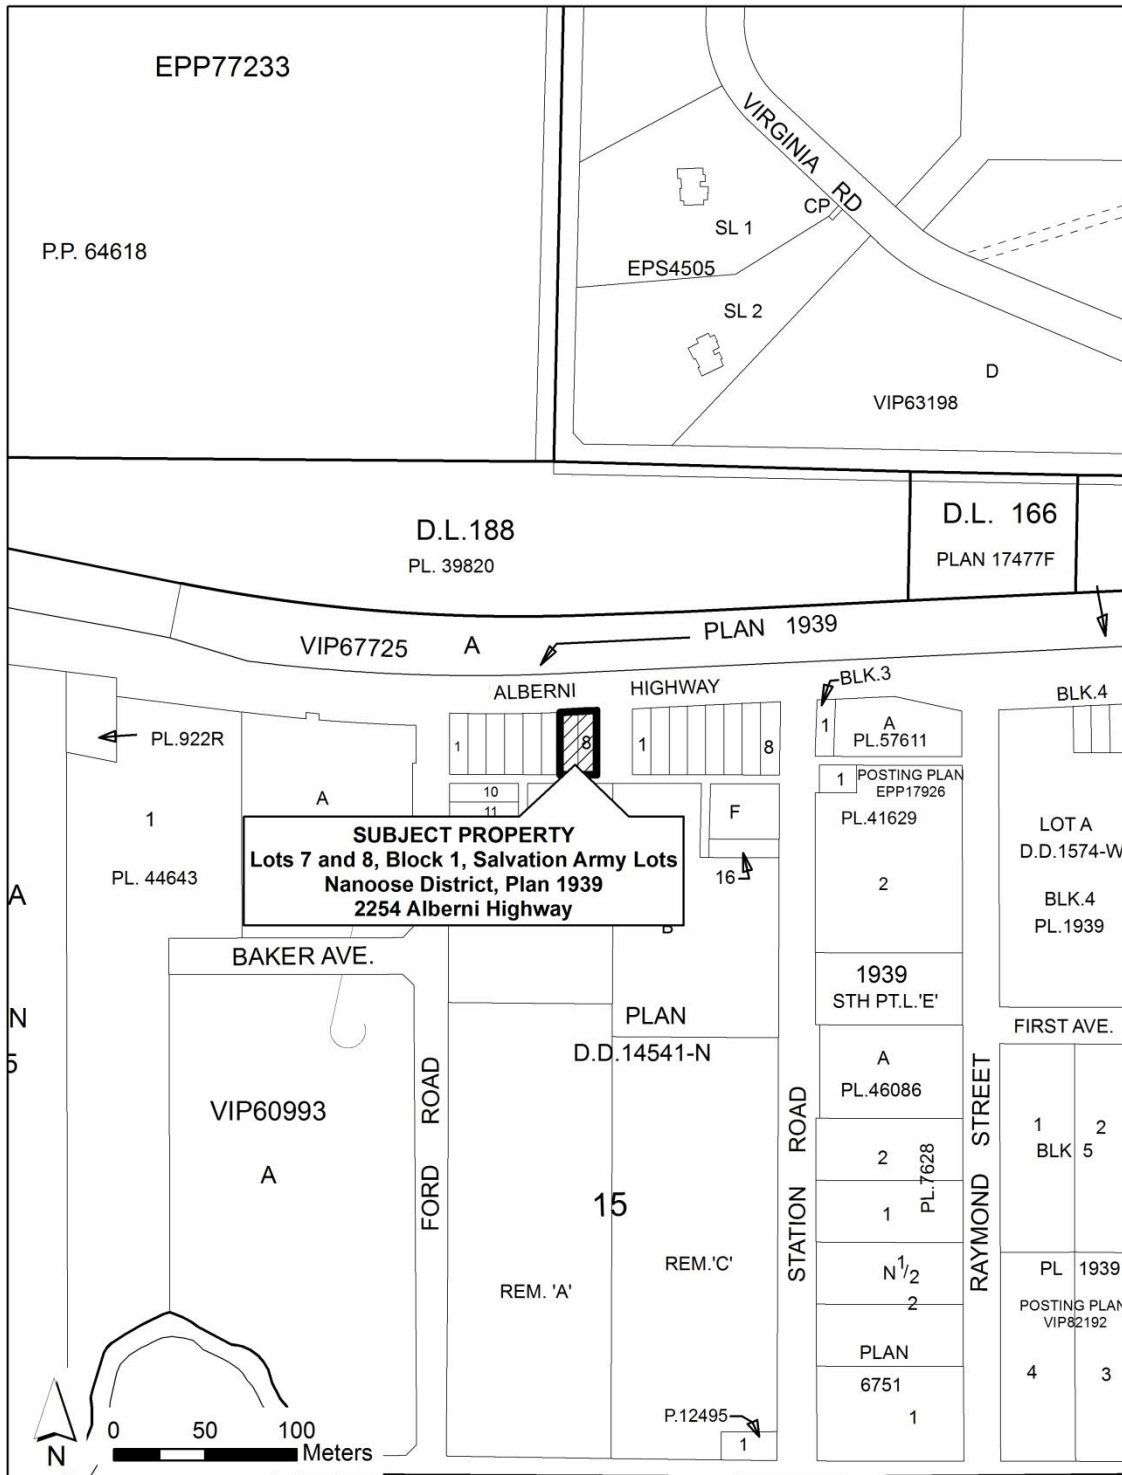 EPP77233
P.P. 64618
VIRGINIA RD
CP
SL 1
EPS4505
SL 2
D
VIP63198
D.L.188
PL. 39820
D.L. 166
PLAN 17477F
VIP67725 A
PLAN 1939
ALBERNI HIGHWAY
BLK.3
BLK.4
PL.922R
1
8
1
8
1
A
PL.57611
1
POSTING PLAN
EPP17926
10
11
A
F
PL.41629
LOT A
D.D.1574-W
1
SUBJECT PROPERTY
Lots 7 and 8, Block 1, Salvation Army Lots
Nanoose District, Plan 1939
2254 Alberni Highway
16
2
PL. 44643
BLK.4
PL.1939
A
BAKER AVE.
1939
STH PT.L.'E'
N
PLAN
FIRST AVE.
D.D.14541-N
5
A
PL.46086
VIP60993
A
FORD ROAD
STATION ROAD
RAYMOND STREET
1
2
BLK 5
2
PL.7628
1
15
REM.'C'
REM. 'A'
N 1/2
2
PL 1939
POSTING PLAN
VIP82192
PLAN
6751
4
3
1
P.12495
1
0 50 100
Meters
N